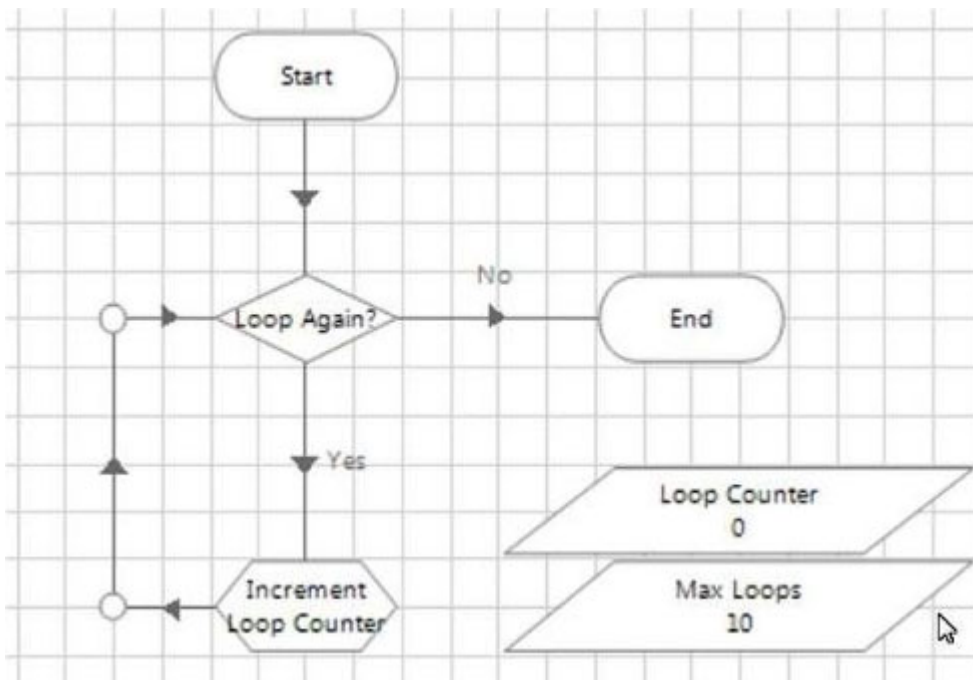 Start
No
Loop Again?
End
Yes
Loop Counter
0
Increment
Loop Counter
Max Loops
10